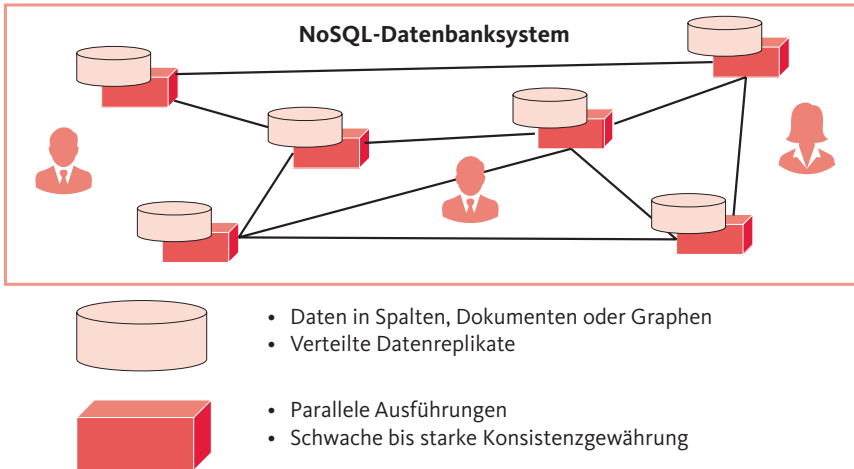 NoSQL-Datenbanksystem
• Daten in Spalten, Dokumenten oder Graphen
• Verteilte Datenreplikate
• Parallele Ausführungen
• Schwache bis starke Konsistenzgewährung